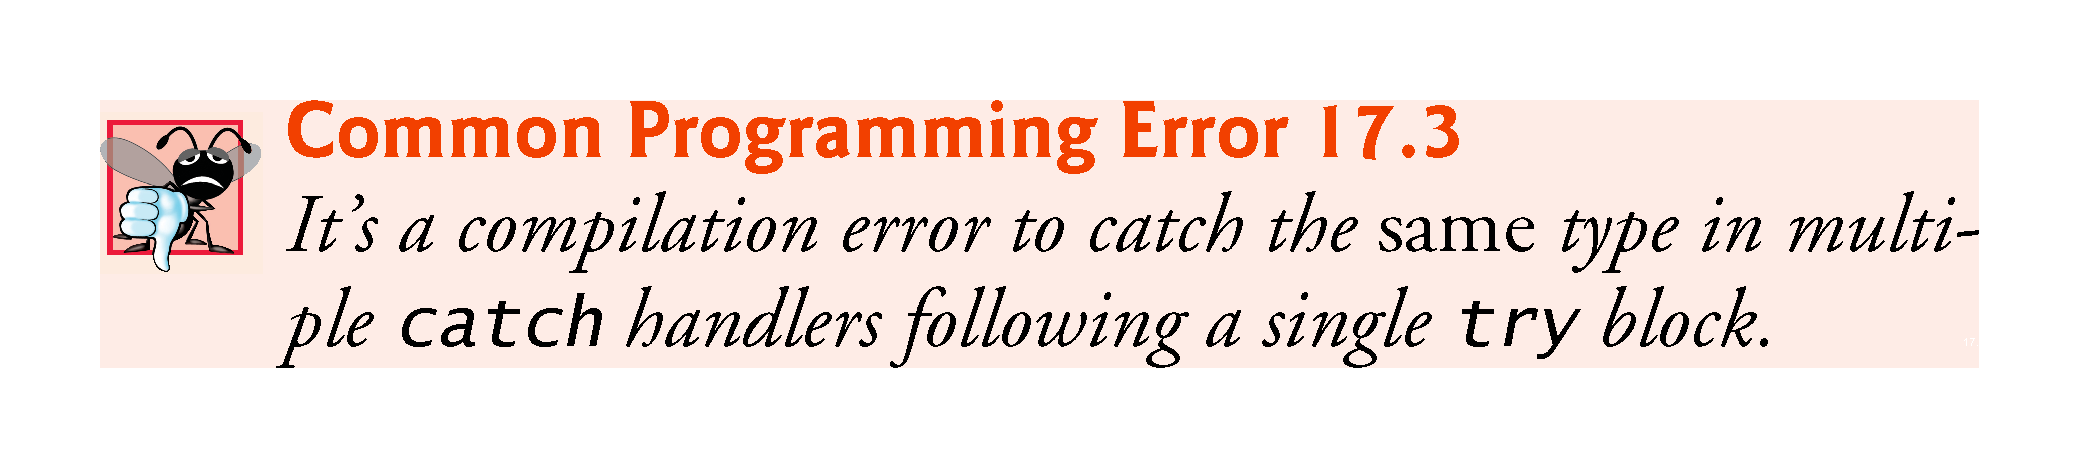 Common Programming Error 17.3
It’s a compilation error to catch the same type in multi-
ple catch handlers following a single try block.
17